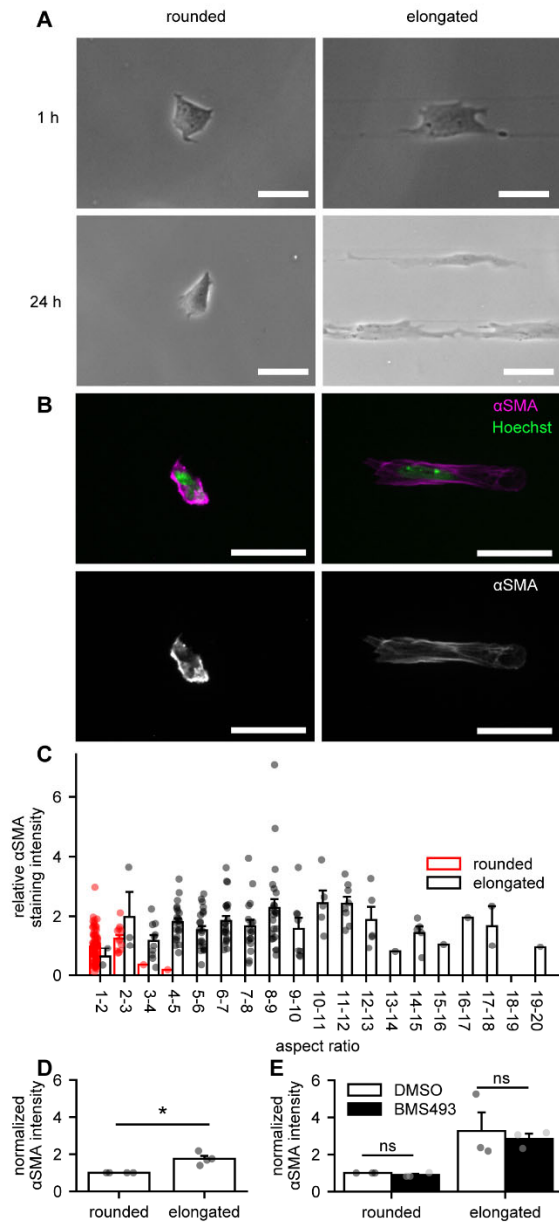 A
rounded
elongated
1 h
24 h
B
αSMA
Hoechst
αSMA
C
relative αSMA
staining intensity
6
4
2
0
rounded
elongated
1-2
2-3
3-4
4-5
5-6
6-7
7-8
8-9
9-10
10-11
11-12
12-13
13-14
14-15
15-16
16-17
17-18
18-19
19-20
aspect ratio
D
normalized
αSMA intensity
6
4
2
0
*
rounded
elongated
E
normalized
αSMA intensity
6
4
2
0
DMSO
BMS493
ns
ns
rounded
elongated